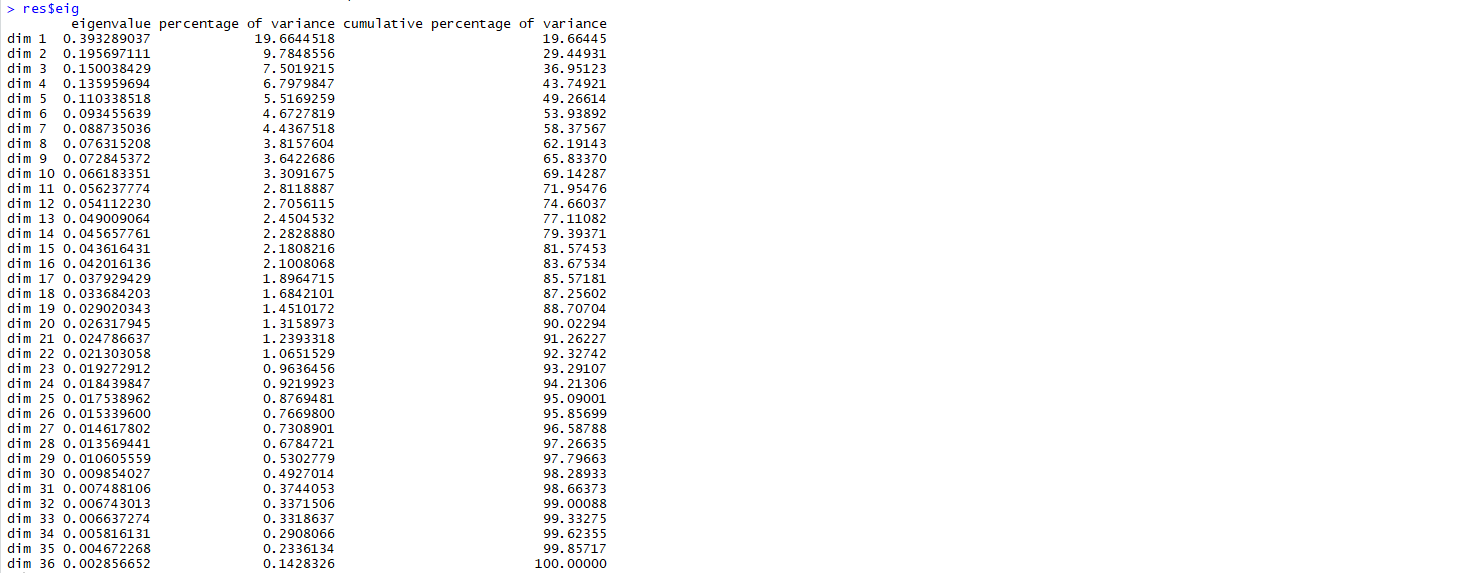 > res$eig
eigenvalue percentage of variance cumulative percentage of variance
dim 1 0.393289037 19.6644518 19.66445
dim 2 0.195697111 9.7848556 29.44931
dim 3 0.150038429 7.5019215 36.95123
dim 4 0.135959694 6.7979847 43.74921
dim 5 0.110338518 5.5169259 49.26614
dim 6 0.093455639 4.6727819 53.93892
dim 7 0.088735036 4.4367518 58.37567
dim 8 0.076315208 3.8157604 62.19143
dim 9 0.072845372 3.6422686 65.83370
dim 10 0.066183351 3.3091675 69.14287
dim 11 0.056237774 2.8118887 71.95476
dim 12 0.054112230 2.7056115 74.66037
dim 13 0.049009064 2.4504532 77.11082
dim 14 0.045657761 2.2828880 79.39371
dim 15 0.043616431 2.1808216 81.57453
dim 16 0.042016136 2.1008068 83.67534
dim 17 0.037929429 1.8964715 85.57181
dim 18 0.033684203 1.6842101 87.25602
dim 19 0.029020343 1.4510172 88.70704
dim 20 0.026317945 1.3158973 90.02294
dim 21 0.024786637 1.2393318 91.26227
dim 22 0.021303058 1.0651529 92.32742
dim 23 0.019272912 0.9636456 93.29107
dim 24 0.018439847 0.9219923 94.21306
dim 25 0.017538962 0.8769481 95.09001
dim 26 0.015339600 0.7669800 95.85699
dim 27 0.014617802 0.7308901 96.58788
dim 28 0.013569441 0.6784721 97.26635
dim 29 0.010605559 0.5302779 97.79663
dim 30 0.009854027 0.4927014 98.28933
dim 31 0.007488106 0.3744053 98.66373
dim 32 0.006743013 0.3371506 99.00088
dim 33 0.006637274 0.3318637 99.33275
dim 34 0.005816131 0.2908066 99.62355
dim 35 0.004672268 0.2336134 99.85717
dim 36 0.002856652 0.1428326 100.00000